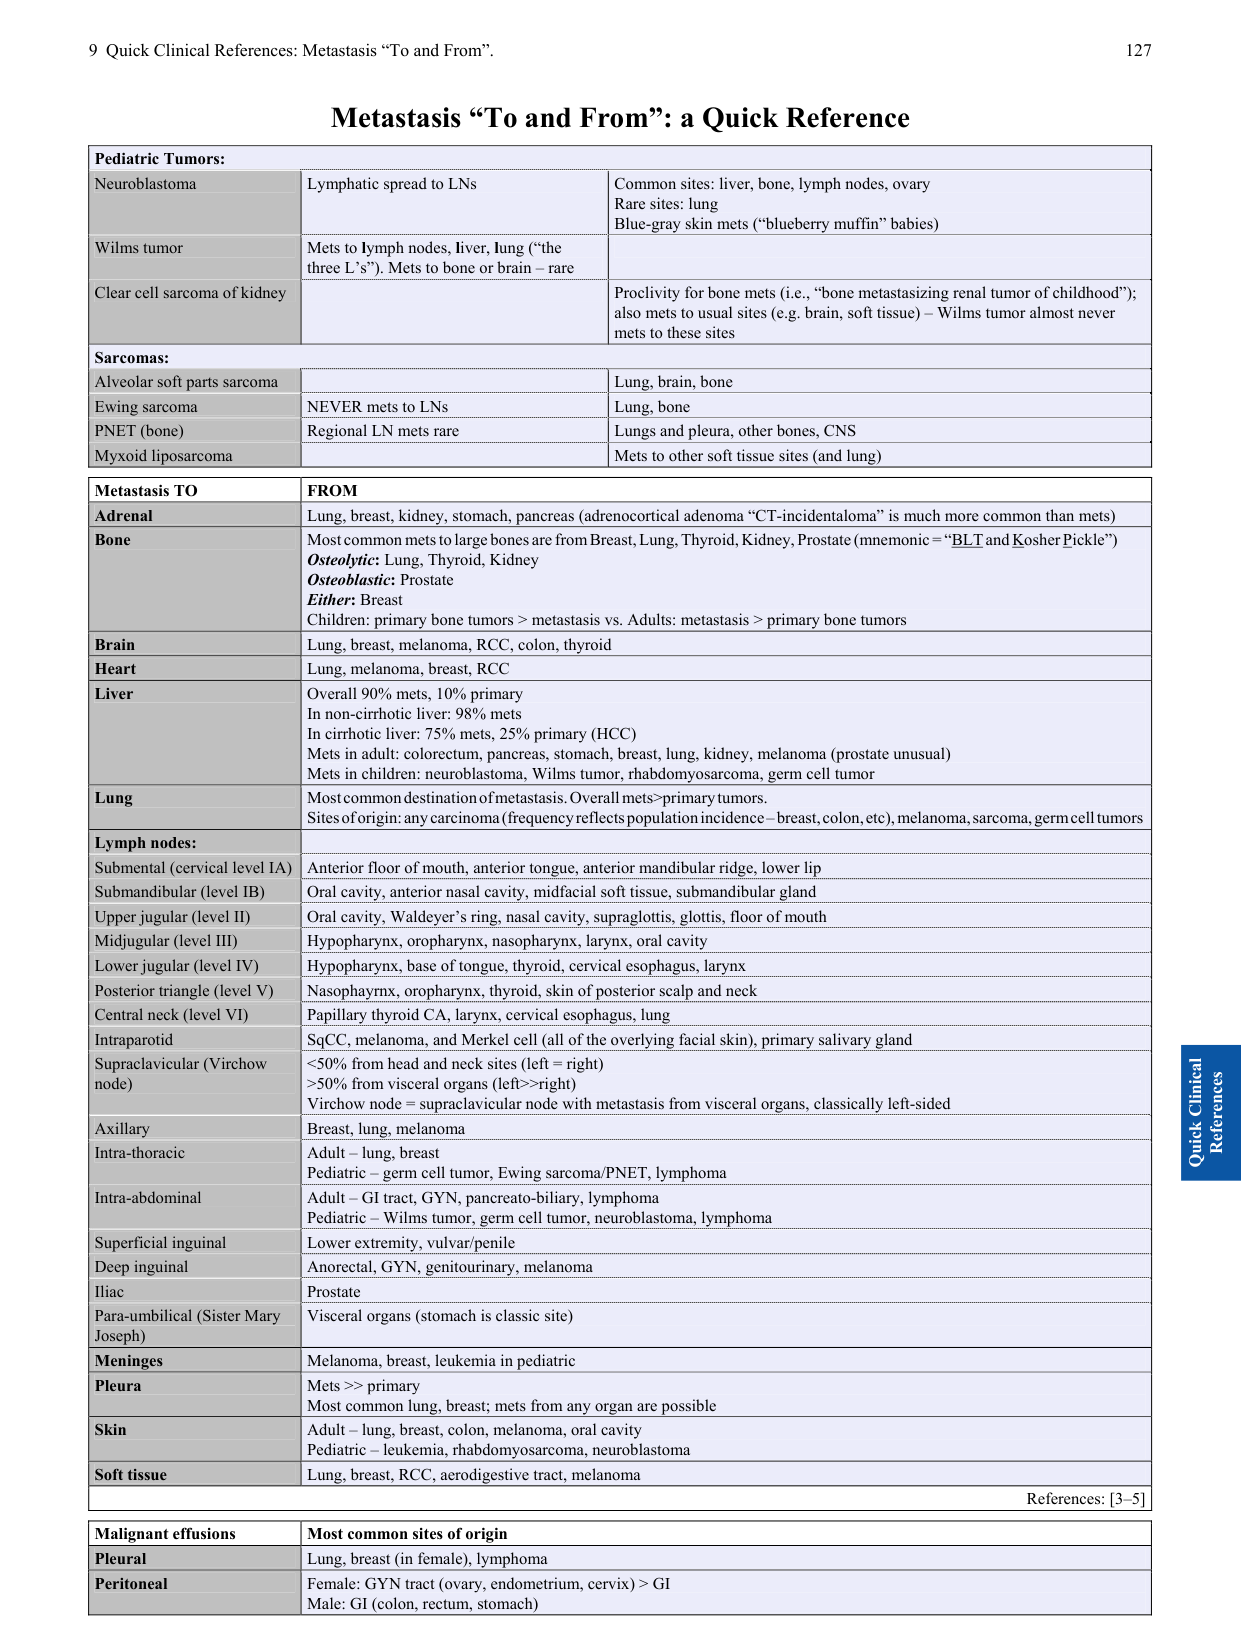 9 Quick Clinical References: Metastasis “To and From”.
127
Metastasis “To and From”: a Quick Reference
Pediatric Tumors:
Neuroblastoma
Lymphatic spread to LNs
Common sites: liver, bone, lymph nodes, ovary
Rare sites: lung
Blue-gray skin mets (“blueberry muffin” babies)
Wilms tumor
Mets to lymph nodes, liver, lung (“the
three L’s”). Mets to bone or brain – rare
Clear cell sarcoma of kidney
Proclivity for bone mets (i.e., “bone metastasizing renal tumor of childhood”);
also mets to usual sites (e.g. brain, soft tissue) – Wilms tumor almost never
mets to these sites
Sarcomas:
Alveolar soft parts sarcoma
Lung, brain, bone
Ewing sarcoma
NEVER mets to LNs
Lung, bone
PNET (bone)
Regional LN mets rare
Lungs and pleura, other bones, CNS
Myxoid liposarcoma
Mets to other soft tissue sites (and lung)
Metastasis TO
FROM
Adrenal
Lung, breast, kidney, stomach, pancreas (adrenocortical adenoma “CT-incidentaloma” is much more common than mets)
Bone
Most common mets to large bones are from Breast, Lung, Thyroid, Kidney, Prostate (mnemonic = “BLT and Kosher Pickle”)
Osteolytic: Lung, Thyroid, Kidney
Osteoblastic: Prostate
Either: Breast
Children: primary bone tumors > metastasis vs. Adults: metastasis > primary bone tumors
Brain
Lung, breast, melanoma, RCC, colon, thyroid
Heart
Lung, melanoma, breast, RCC
Liver
Overall 90% mets, 10% primary
In non-cirrhotic liver: 98% mets
In cirrhotic liver: 75% mets, 25% primary (HCC)
Mets in adult: colorectum, pancreas, stomach, breast, lung, kidney, melanoma (prostate unusual)
Mets in children: neuroblastoma, Wilms tumor, rhabdomyosarcoma, germ cell tumor
Lung
Most common destination of metastasis. Overall mets>primary tumors.
Sites of origin: any carcinoma (frequency reflects population incidence – breast, colon, etc), melanoma, sarcoma, germ cell tumors
Lymph nodes:
Submental (cervical level IA)
Anterior floor of mouth, anterior tongue, anterior mandibular ridge, lower lip
Submandibular (level IB)
Oral cavity, anterior nasal cavity, midfacial soft tissue, submandibular gland
Upper jugular (level II)
Oral cavity, Waldeyer’s ring, nasal cavity, supraglottis, glottis, floor of mouth
Midjugular (level III)
Hypopharynx, oropharynx, nasopharynx, larynx, oral cavity
Lower jugular (level IV)
Hypopharynx, base of tongue, thyroid, cervical esophagus, larynx
Posterior triangle (level V)
Nasophayrnx, oropharynx, thyroid, skin of posterior scalp and neck
Central neck (level VI)
Papillary thyroid CA, larynx, cervical esophagus, lung
Intraparotid
SqCC, melanoma, and Merkel cell (all of the overlying facial skin), primary salivary gland
Supraclavicular (Virchow
node)
<50% from head and neck sites (left = right)
>50% from visceral organs (left>>right)
Virchow node = supraclavicular node with metastasis from visceral organs, classically left-sided
Axillary
Breast, lung, melanoma
Intra-thoracic
Adult – lung, breast
Pediatric – germ cell tumor, Ewing sarcoma/PNET, lymphoma
Intra-abdominal
Adult – GI tract, GYN, pancreato-biliary, lymphoma
Pediatric – Wilms tumor, germ cell tumor, neuroblastoma, lymphoma
Superficial inguinal
Lower extremity, vulvar/penile
Deep inguinal
Anorectal, GYN, genitourinary, melanoma
Iliac
Prostate
Para-umbilical (Sister Mary
Joseph)
Visceral organs (stomach is classic site)
Meninges
Melanoma, breast, leukemia in pediatric
Pleura
Mets >> primary
Most common lung, breast; mets from any organ are possible
Skin
Adult – lung, breast, colon, melanoma, oral cavity
Pediatric – leukemia, rhabdomyosarcoma, neuroblastoma
Soft tissue
Lung, breast, RCC, aerodigestive tract, melanoma
References: [3–5]
Malignant effusions
Most common sites of origin
Pleural
Lung, breast (in female), lymphoma
Peritoneal
Female: GYN tract (ovary, endometrium, cervix) > GI
Male: GI (colon, rectum, stomach)
Quick Clinical
References